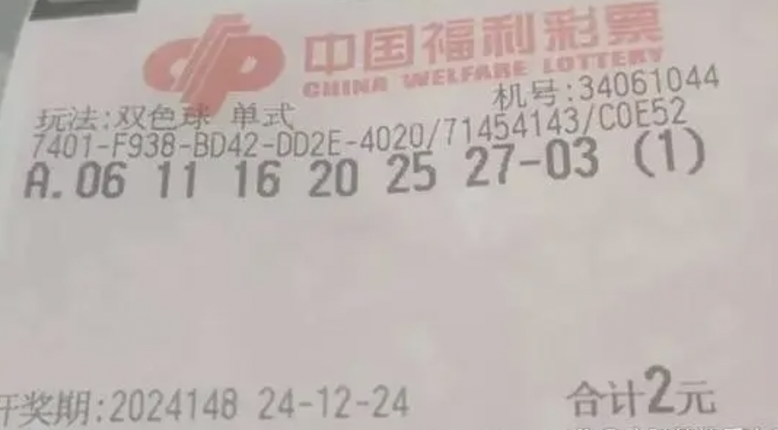 中国福利彩票
CHINA WELFARE LOTTERY
机号:34061044
玩法:双色球 单式
7401-F938-BD42-DD2E-4020/71454143/C0E52
A.06 11 16 20 25 27-03 (1)
开奖期:2024148 24-12-24 合计2元